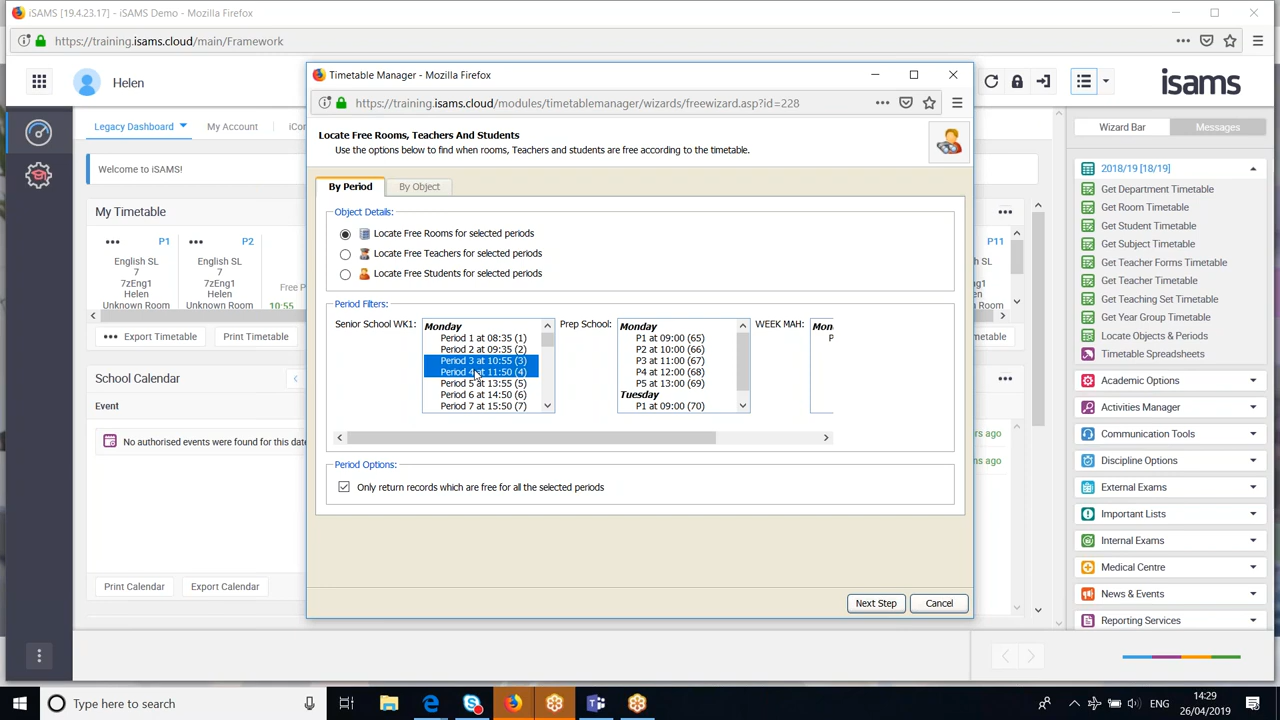 iSAMS [19.4.23.17] - iSAMS Demo - Mozilla Firefox
https://training.isams.cloud/main/Framework
Helen
isams
Legacy Dashboard
My Account
iCor
Welcome to iSAMS!
My Timetable
P1
P2
P11
English SL
7
7zEng1
Helen
Unknown Room
English SL
7
7zEng1
Helen
Unknown Room
Free P
10:55
Export Timetable
Print Timetable
metable
School Calendar
Event
No authorised events were found for this date
rs ago
ns ago
Print Calendar
Export Calendar
Timetable Manager - Mozilla Firefox
https://training.isams.cloud/modules/timetablemanager/wizards/freewizard.asp?id=228
Locate Free Rooms, Teachers And Students
Use the options below to find when rooms, Teachers and students are free according to the timetable.
By Period
By Object
Object Details:
Locate Free Rooms for selected periods
Locate Free Teachers for selected periods
Locate Free Students for selected periods
Period Filters:
Senior School WK1:
Monday
Period 1 at 08:35 (1)
Period 2 at 09:35 (2)
Period 3 at 10:55 (3)
Period 4 at 11:50 (4)
Period 5 at 13:55 (5)
Period 6 at 14:50 (6)
Period 7 at 15:50 (7)
Prep School:
Monday
P1 at 09:00 (65)
P2 at 10:00 (66)
P3 at 11:00 (67)
P4 at 12:00 (68)
P5 at 13:00 (69)
Tuesday
P1 at 09:00 (70)
WEEK MAH:
Mon
P
Period Options:
Only return records which are free for all the selected periods
Next Step
Cancel
Wizard Bar
Messages
2018/19 [18/19]
Get Department Timetable
Get Room Timetable
Get Student Timetable
Get Subject Timetable
Get Teacher Forms Timetable
Get Teacher Timetable
Get Teaching Set Timetable
Get Year Group Timetable
Locate Objects & Periods
Timetable Spreadsheets
Academic Options
Activities Manager
Communication Tools
Discipline Options
External Exams
Important Lists
Internal Exams
Medical Centre
News & Events
Reporting Services
Type here to search
ENG
14:29
26/04/2019